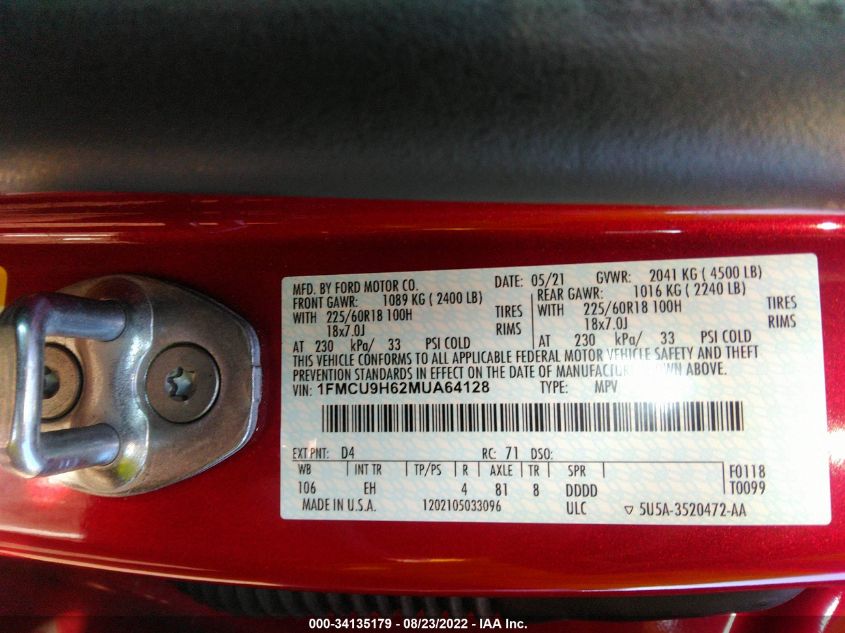 MFD. BY FORD MOTOR CO. DATE: 05/21 GVWR: 2041 KG ( 4500 LB)
FRONT GAWR: 1089 KG ( 2400 LB) REAR GAWR: 1016 KG ( 2240 LB)
WITH 225/60R18 100H TIRES WITH 225/60R18 100H TIRES
18x7.0J RIMS 18x7.0J RIMS
AT 230 kPa/ 33 PSI COLD AT 230 kPa/ 33 PSI COLD
THIS VEHICLE CONFORMS TO ALL APPLICABLE FEDERAL MOTOR VEHICLE SAFETY AND THEFT
PREVENTION STANDARDS IN EFFECT ON THE DATE OF MANUFACTURE SHOWN ABOVE.
VIN: 1FMCU9H62MUA64128 TYPE: MPV
EXT PNT: D4 RC: 71 DSO:
WB INT TR TP/PS R AXLE TR SPR F0118
106 EH 4 81 8 DDDD T0099
MADE IN U.S.A. 1202105033096 ULC ▽ 5U5A-3520472-AA
000-34135179 - 08/23/2022 - IAA Inc.